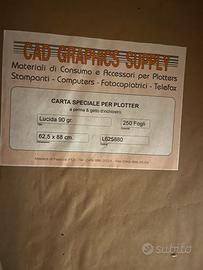 CAD GRAPHICS SUPPLY
Materiali di Consumo e Accessori per Plotters
Stampanti - Computers - Fotocopiatrici - Telefax
CARTA SPECIALE PER PLOTTER
a penna & getto d'inchiostro
Lucida 90 gr.
250 Fogli
62,5 x 88 cm.
L625880
subito